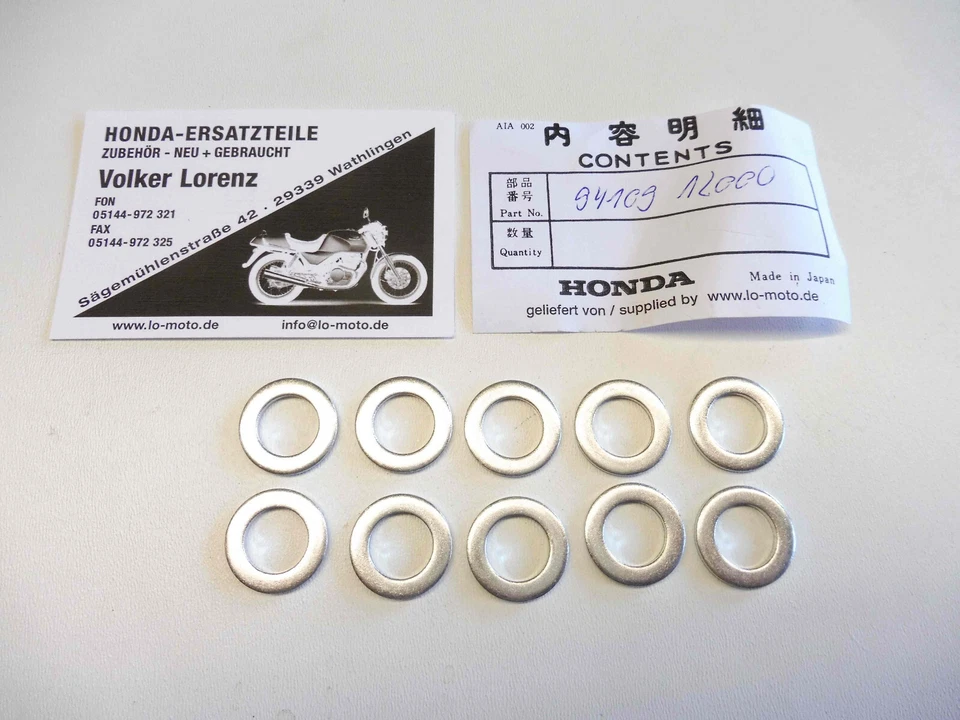 HONDA-ERSATZTEILE
ZUBEHÖR - NEU + GEBRAUCHT
Volker Lorenz
FON
05144-972 321
FAX
05144-972 325
Sägemühlenstraße 42 . 29339 Wathlingen
www.lo-moto.de info@lo-moto.de
AIA 002 内容明細
CONTENTS
部品
番号
Part No. 94109 12000
数量
Quantity
HONDA Made in Japan
geliefert von / supplied by www.lo-moto.de